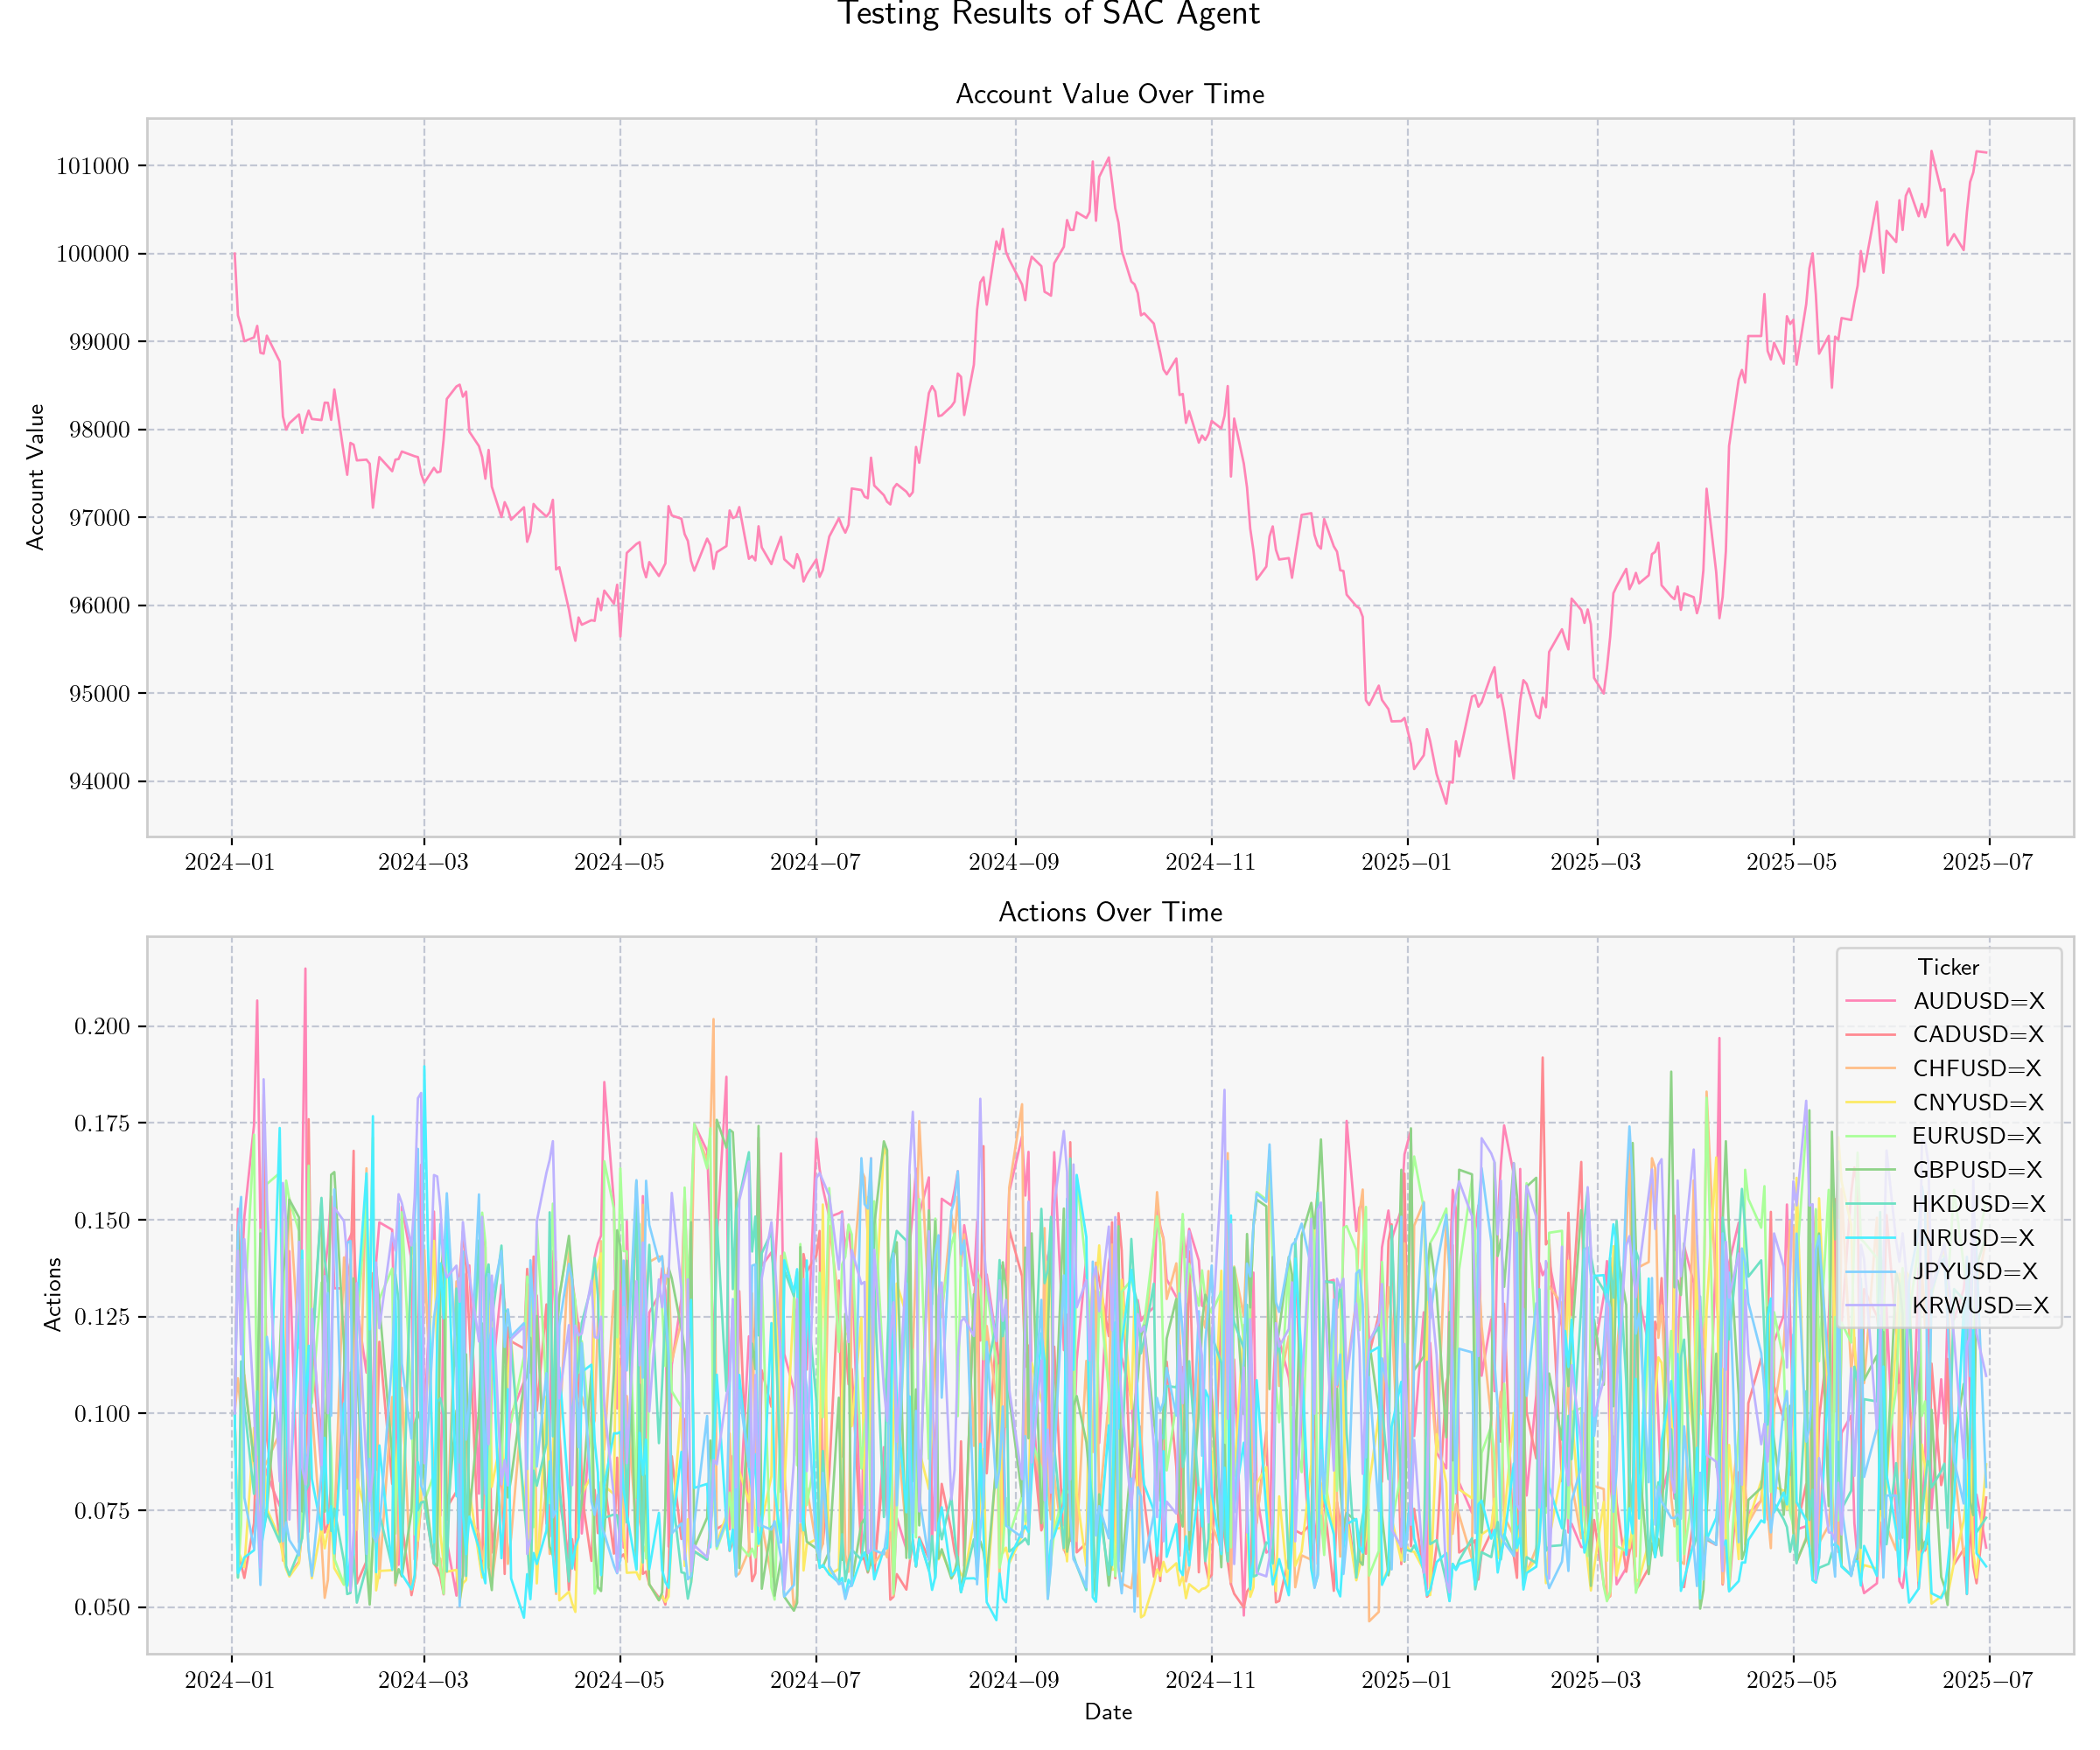 Testing Results of SAC Agent
Account Value Over Time
Account Value
101000
100000
99000
98000
97000
96000
95000
94000
2024−01
2024−03
2024−05
2024−07
2024−09
2024−11
2025−01
2025−03
2025−05
2025−07
Actions Over Time
Actions
0.200
0.175
0.150
0.125
0.100
0.075
0.050
Ticker
AUDUSD=X
CADUSD=X
CHFUSD=X
CNYUSD=X
EURUSD=X
GBPUSD=X
HKDUSD=X
INRUSD=X
JPYUSD=X
KRWUSD=X
2024−01
2024−03
2024−05
2024−07
2024−09
2024−11
2025−01
2025−03
2025−05
2025−07
Date